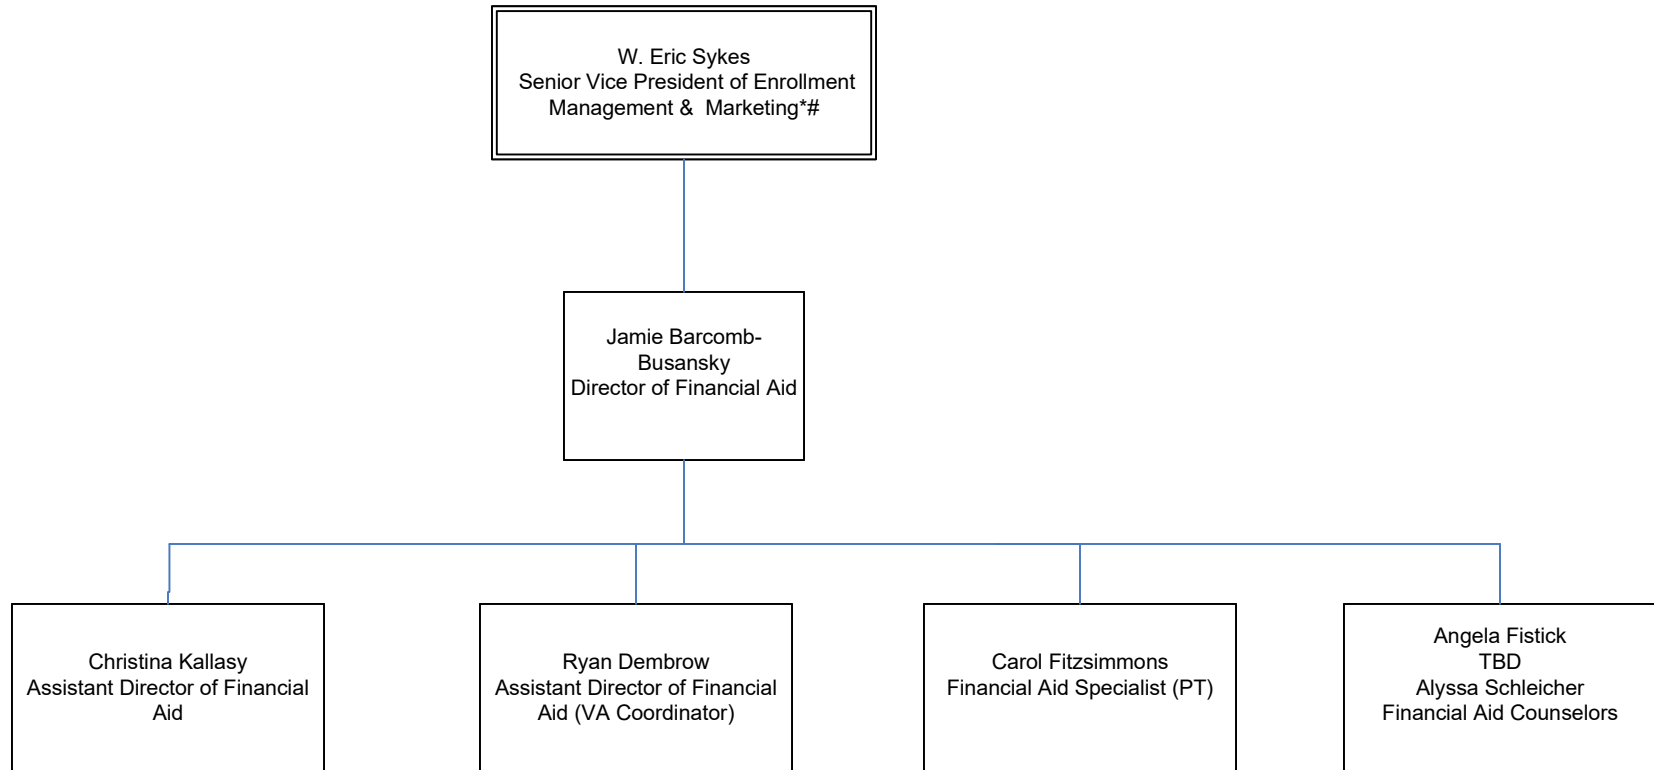 W. Eric Sykes
Senior Vice President of Enrollment
Management &  Marketing*#
Jamie Barcomb-
Busansky
Director of Financial Aid
Christina Kallasy
Assistant Director of Financial
Aid
Ryan Dembrow
Assistant Director of Financial
Aid (VA Coordinator)
Carol Fitzsimmons
Financial Aid Specialist (PT)
Angela Fistick
TBD
Alyssa Schleicher
Financial Aid Counselors